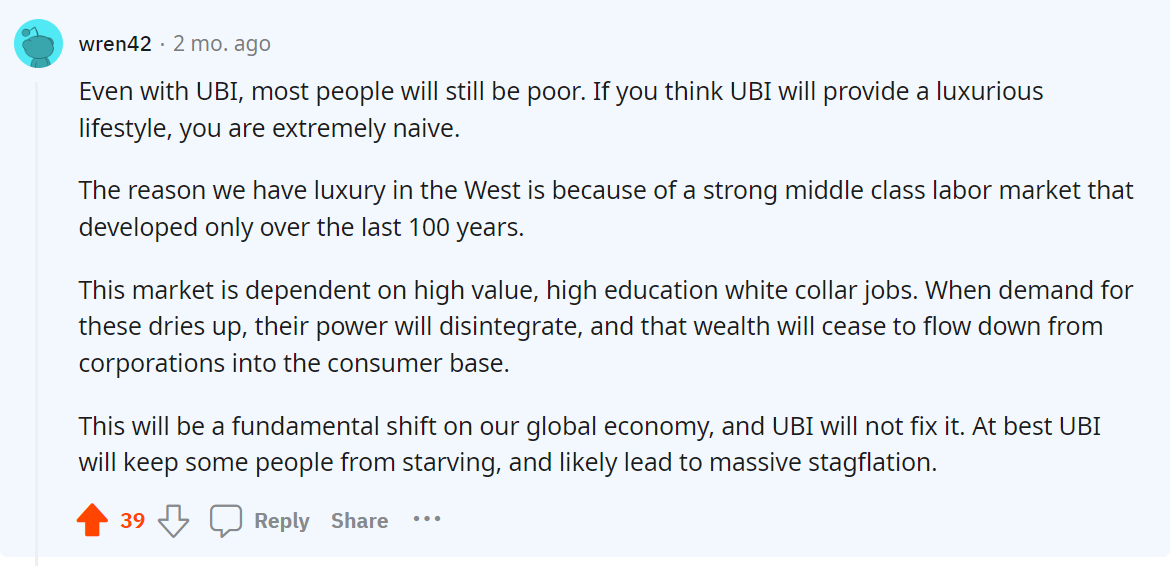 wren42 · 2 mo. ago
Even with UBI, most people will still be poor. If you think UBI will provide a luxurious
lifestyle, you are extremely naive.
The reason we have luxury in the West is because of a strong middle class labor market that
developed only over the last 100 years.
This market is dependent on high value, high education white collar jobs. When demand for
these dries up, their power will disintegrate, and that wealth will cease to flow down from
corporations into the consumer base.
This will be a fundamental shift on our global economy, and UBI will not fix it. At best UBI
will keep some people from starving, and likely lead to massive stagflation.
39 Reply Share ···